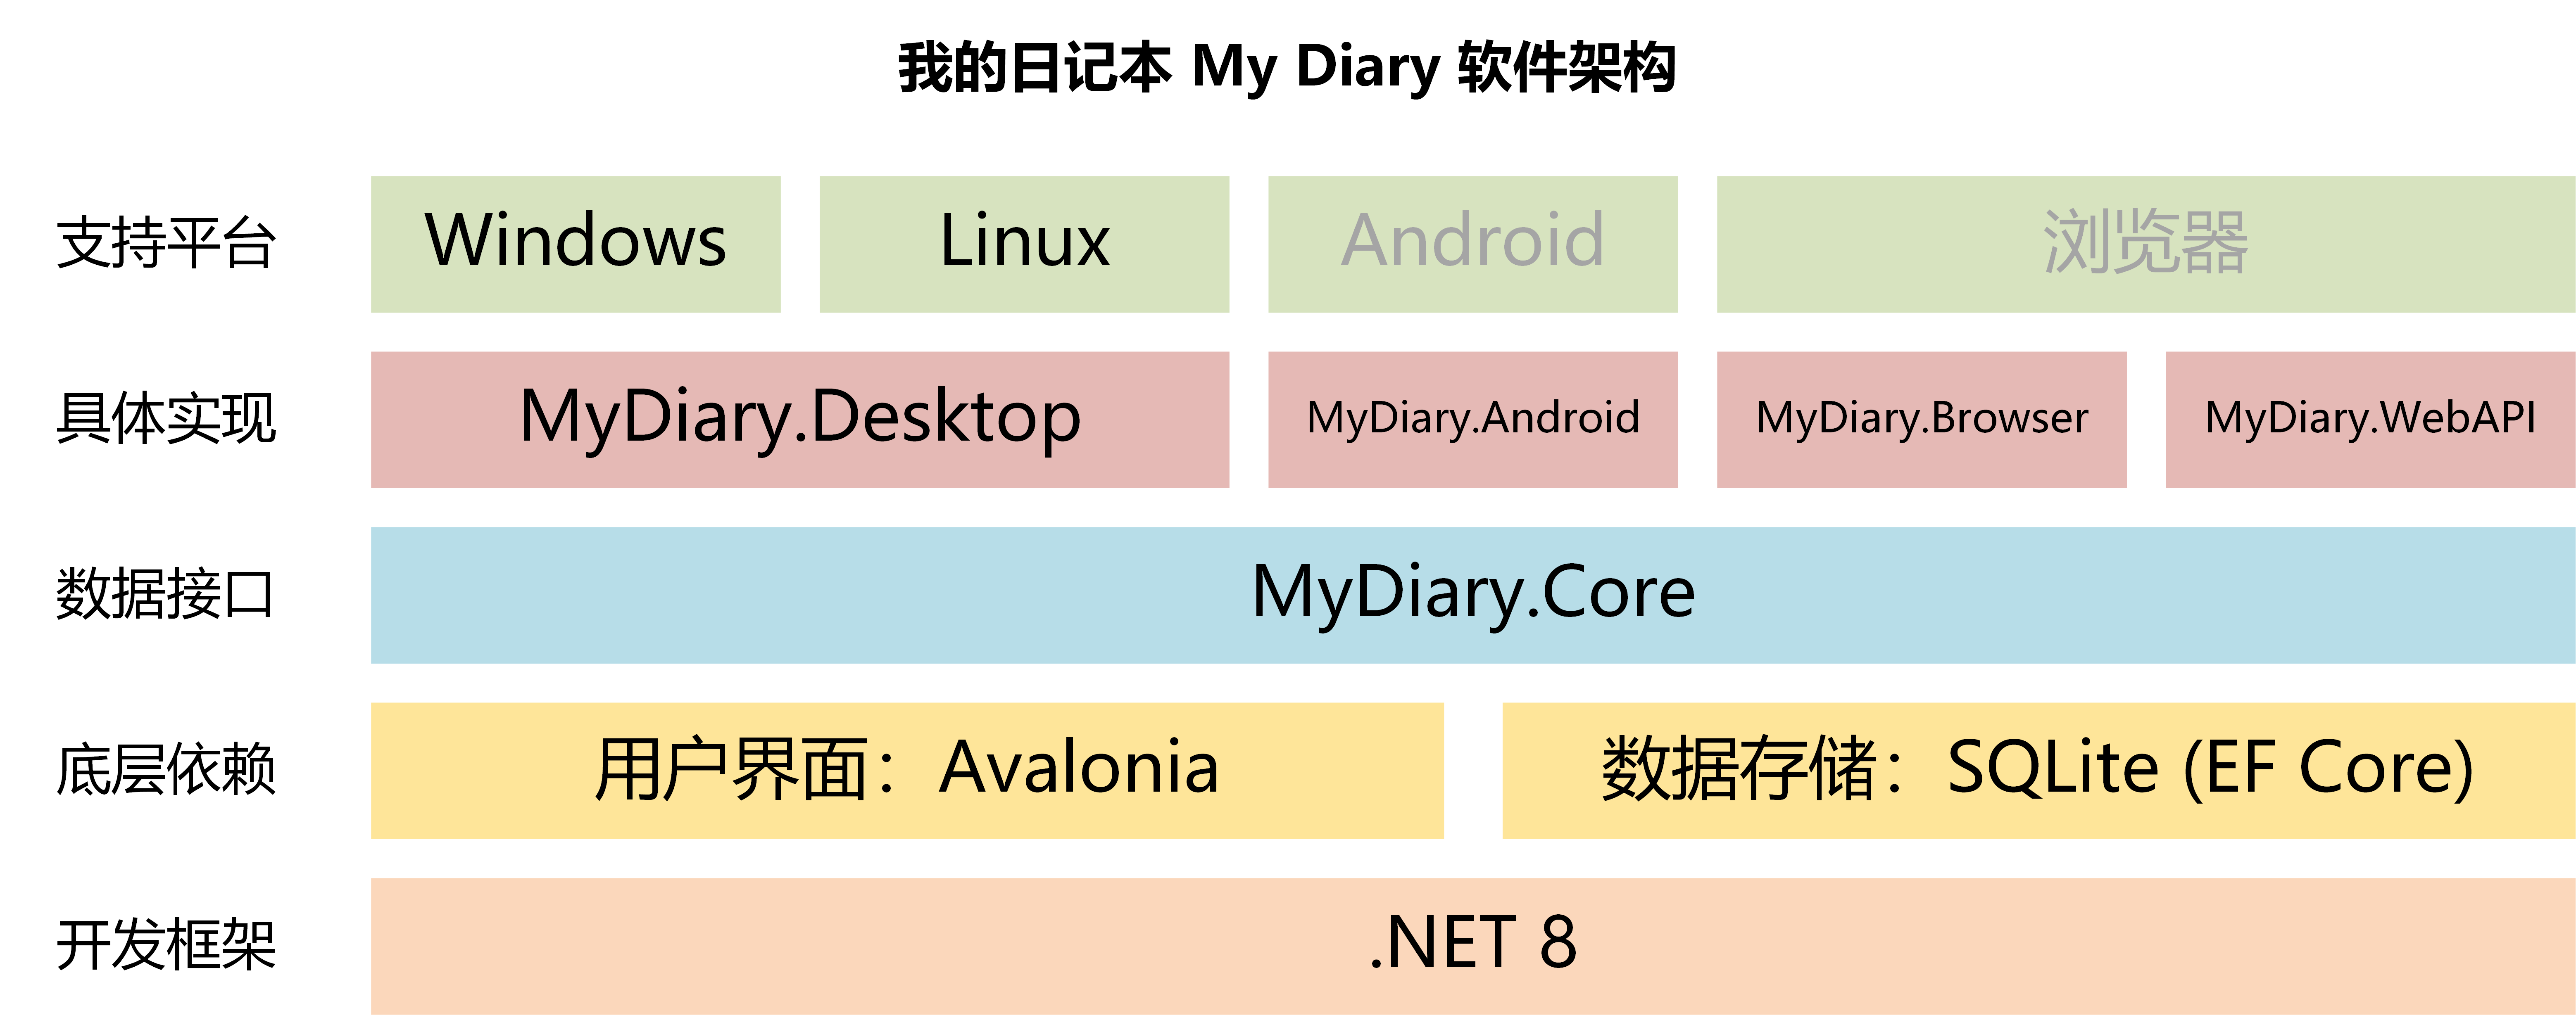 我的日记本 My Diary 软件架构
支持平台 Windows Linux Android 浏览器
具体实现 MyDiary.Desktop MyDiary.Android MyDiary.Browser MyDiary.WebAPI
数据接口 MyDiary.Core
底层依赖 用户界面：Avalonia 数据存储：SQLite (EF Core)
开发框架 .NET 8